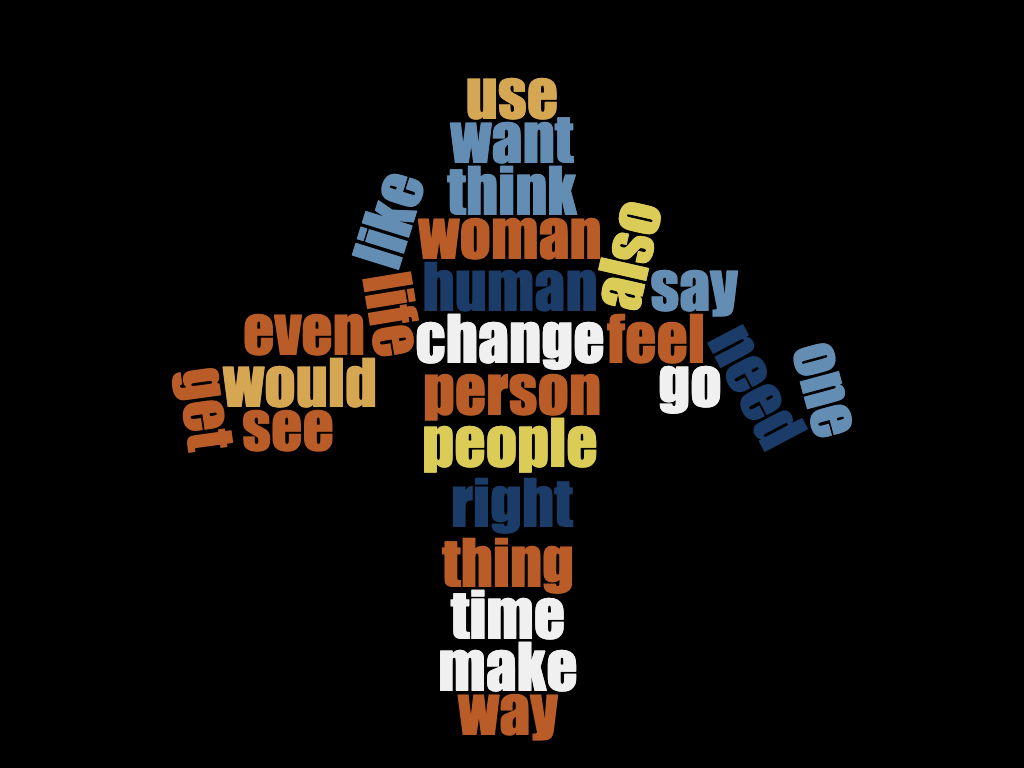 use
want
think
like
woman
also
human
say
life
even
change
feel
need
one
would
go
get
person
see
people
right
thing
time
make
way